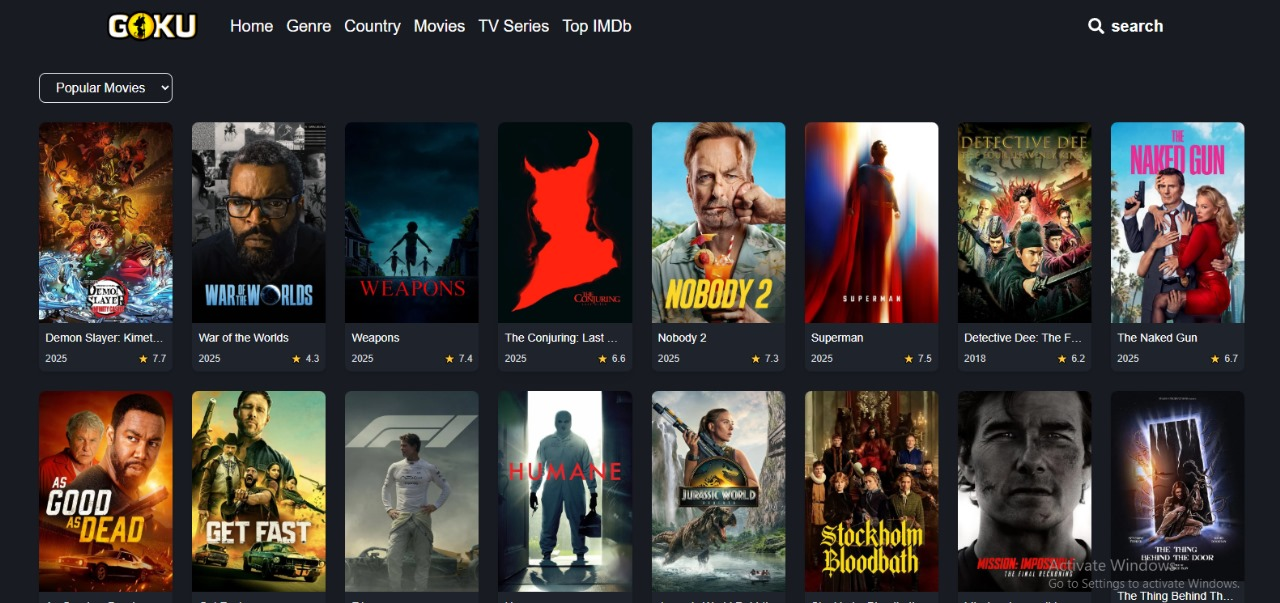 GOKU Home Genre Country Movies TV Series Top IMDb search
Popular Movies
DEMON
SLAYER
WAR OF THE WORLDS
WEAPONS
THE
CONJURING
NOBODY 2
SUPERMAN
DETECTIVE DEE
THE
NAKED GUN
Demon Slayer: Kimet...
2025 ★ 7.7
War of the Worlds
2025 ★ 4.3
Weapons
2025 ★ 7.4
The Conjuring: Last ...
2025 ★ 6.6
Nobody 2
2025 ★ 7.3
Superman
2025 ★ 7.5
Detective Dee: The F...
2018 ★ 6.2
The Naked Gun
2025 ★ 6.7
AS
GOOD
AS DEAD
GET FAST
F1
HUMANE
JURASSIC WORLD
Stockholm
Bloodbath
MISSION: IMPOSSIBLE
THE FINAL RECKONING
THE THING
BEHIND THE DOOR
The Thing Behind Th...
Activate Windows
Go to Settings to activate Windows.